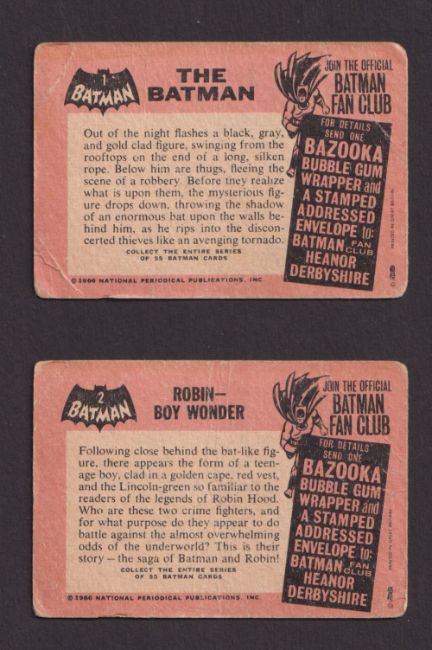 1
BATMAN
THE
BATMAN
Out of the night flashes a black, gray,
and gold clad figure, swinging from the
rooftops on the end of a long, silken
rope. Below him are thugs, fleeing the
scene of a robbery. Before they realize
what is upon them, the mysterious fig-
ure drops down, throwing the shadow
of an enormous bat upon the walls be-
hind him, as he rips into the discon-
certed thieves like an avenging tornado.
COLLECT THE ENTIRE SERIES
OF 55 BATMAN CARDS
© 1966 NATIONAL PERIODICAL PUBLICATIONS, INC
JOIN THE OFFICIAL
BATMAN
FAN CLUB
FOR DETAILS
SEND ONE
BAZOOKA
BUBBLE GUM
WRAPPER and
A STAMPED
ADDRESSED
ENVELOPE to:
BATMAN FAN CLUB
HEANOR
DERBYSHIRE
2
BATMAN
ROBIN—
BOY WONDER
Following close behind the bat-like fig-
ure, there appears the form of a teen-
age boy, clad in a golden cape, red vest,
and the Lincoln-green so familiar to the
readers of the legends of Robin Hood.
Who are these two crime fighters, and
for what purpose do they appear to do
battle against the almost overwhelming
odds of the underworld? This is their
story — the saga of Batman and Robin!
COLLECT THE ENTIRE SERIES
OF 55 BATMAN CARDS
© 1966 NATIONAL PERIODICAL PUBLICATIONS, INC.
JOIN THE OFFICIAL
BATMAN
FAN CLUB
FOR DETAILS
SEND ONE
BAZOOKA
BUBBLE GUM
WRAPPER and
A STAMPED
ADDRESSED
ENVELOPE to:
BATMAN FAN CLUB
HEANOR
DERBYSHIRE